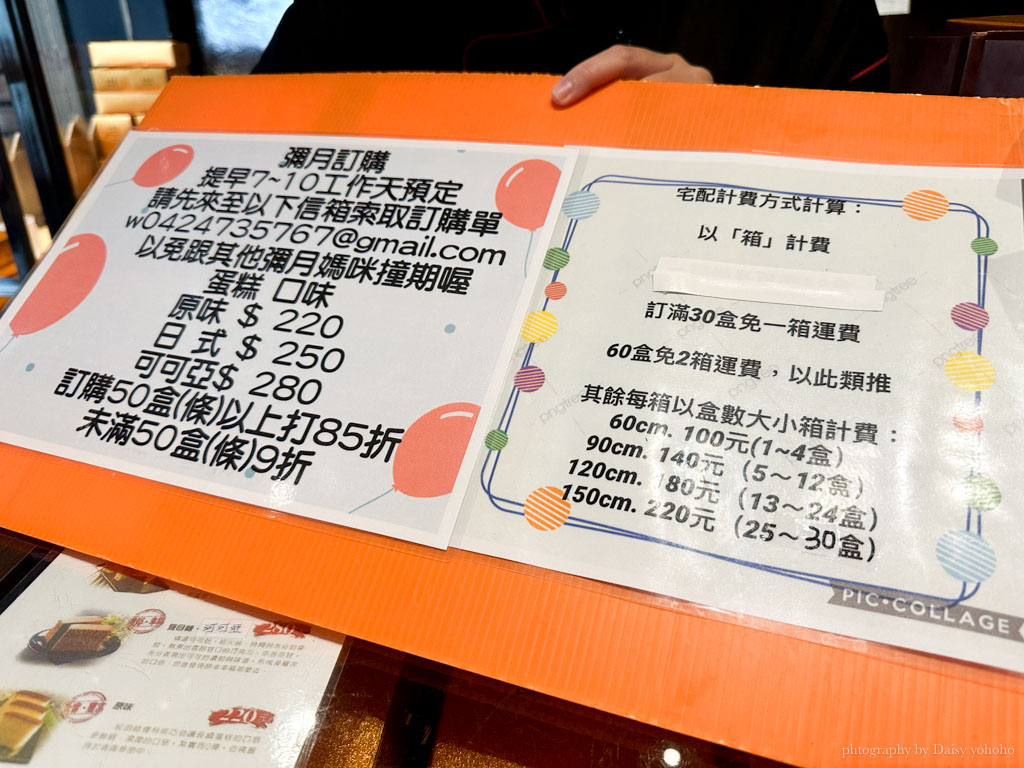 彌月訂購
提早7~10工作天預定
請先來至以下信箱索取訂購單
w0424735767@gmail.com
以免跟其他彌月媽咪撞期喔
蛋糕 口味
原味 $ 220
日式 $ 250
可可亞$ 280
訂購50盒(條)以上打85折
未滿50盒(條)9折
宅配計費方式計算：
以「箱」計費
訂滿30盒免一箱運費
60盒免2箱運費，以此類推
其餘每箱以盒數大小箱計費：
60cm. 100元(1~4盒)
90cm. 140元 (5～12盒)
120cm. 180元 (13～24盒)
150cm. 220元 (25～30盒)
pngtree
PIC•COLLAGE
可可亞
280
原味
220
photography by Daisy yohoho